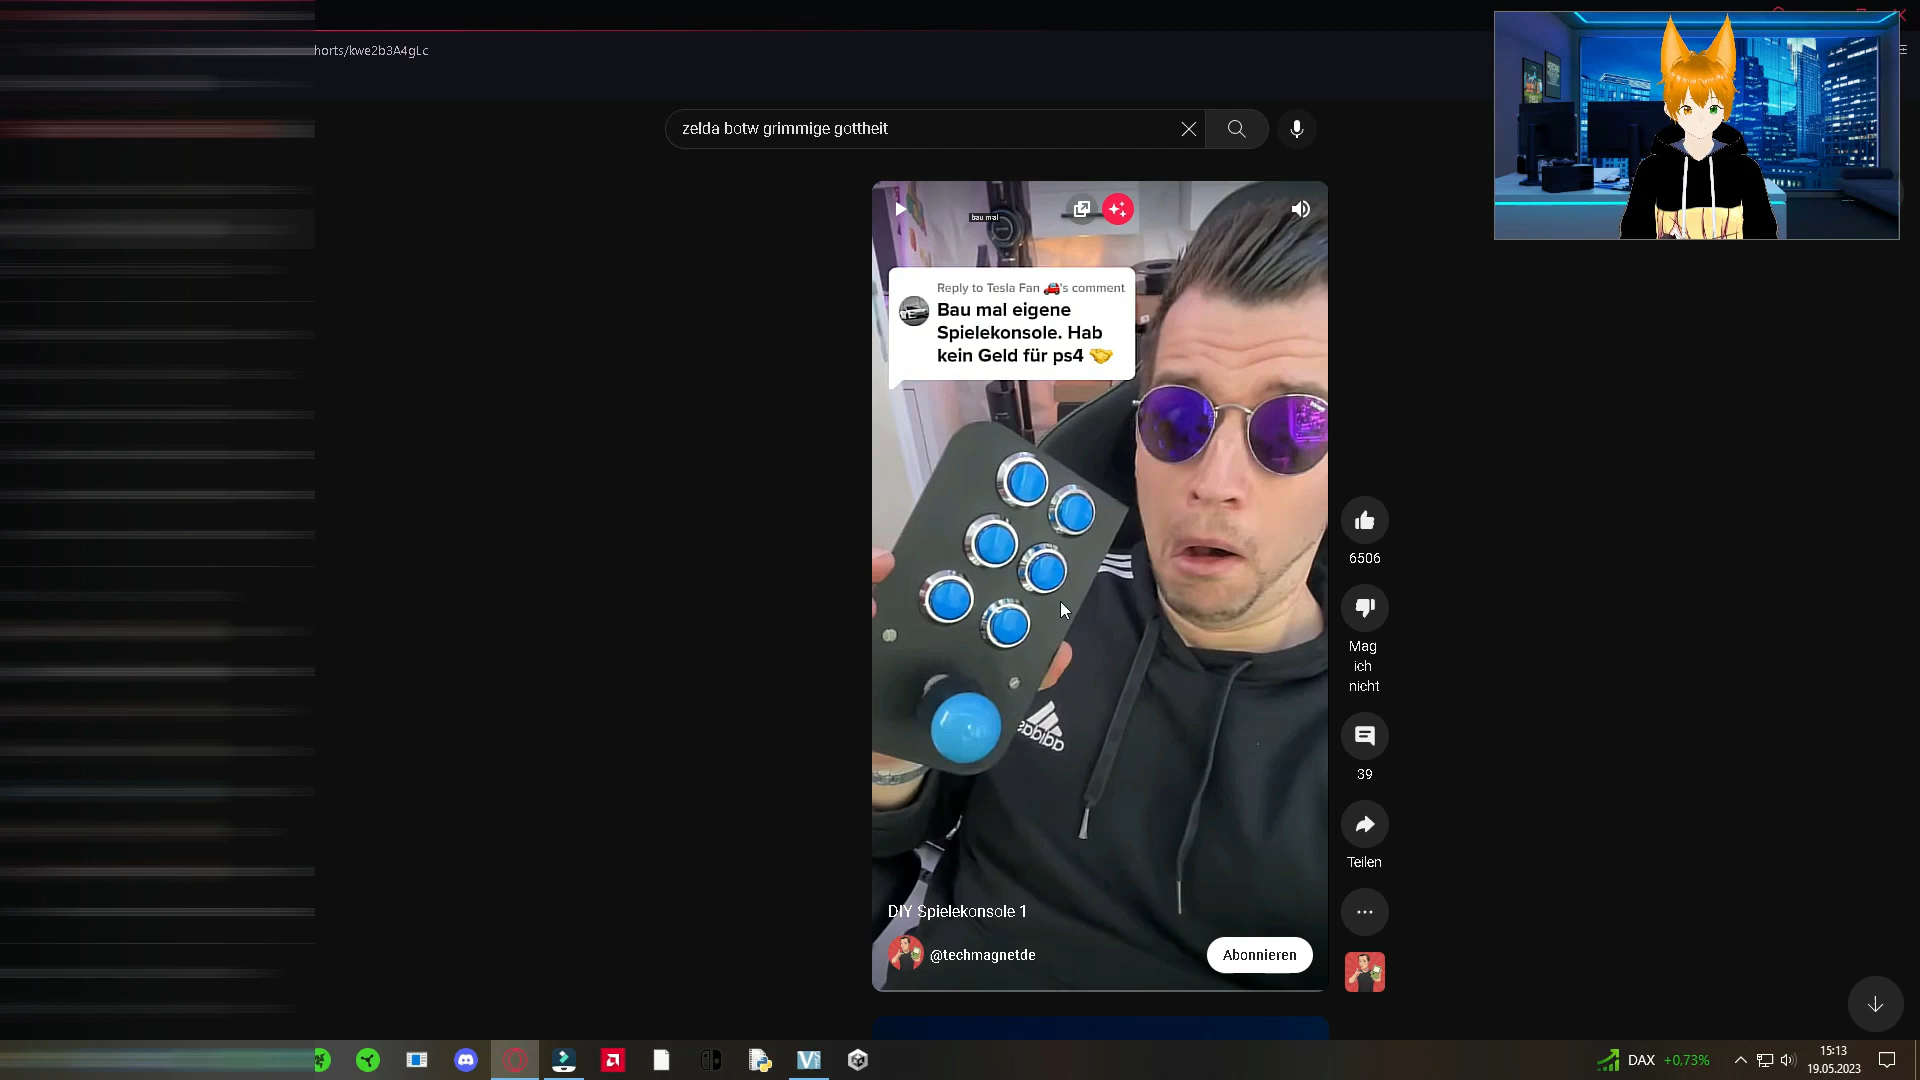 horts/kwe2b3A4gLc
zelda botw grimmige gottheit
bau mal
Reply to Tesla Fan 🚗's comment
Bau mal eigene
Spielekonsole. Hab
kein Geld für ps4 🤝
adidas
6506
Mag
ich
nicht
39
Teilen
DIY Spielekonsole 1
@techmagnetde
Abonnieren
DAX +0,73%
15:13
19.05.2023